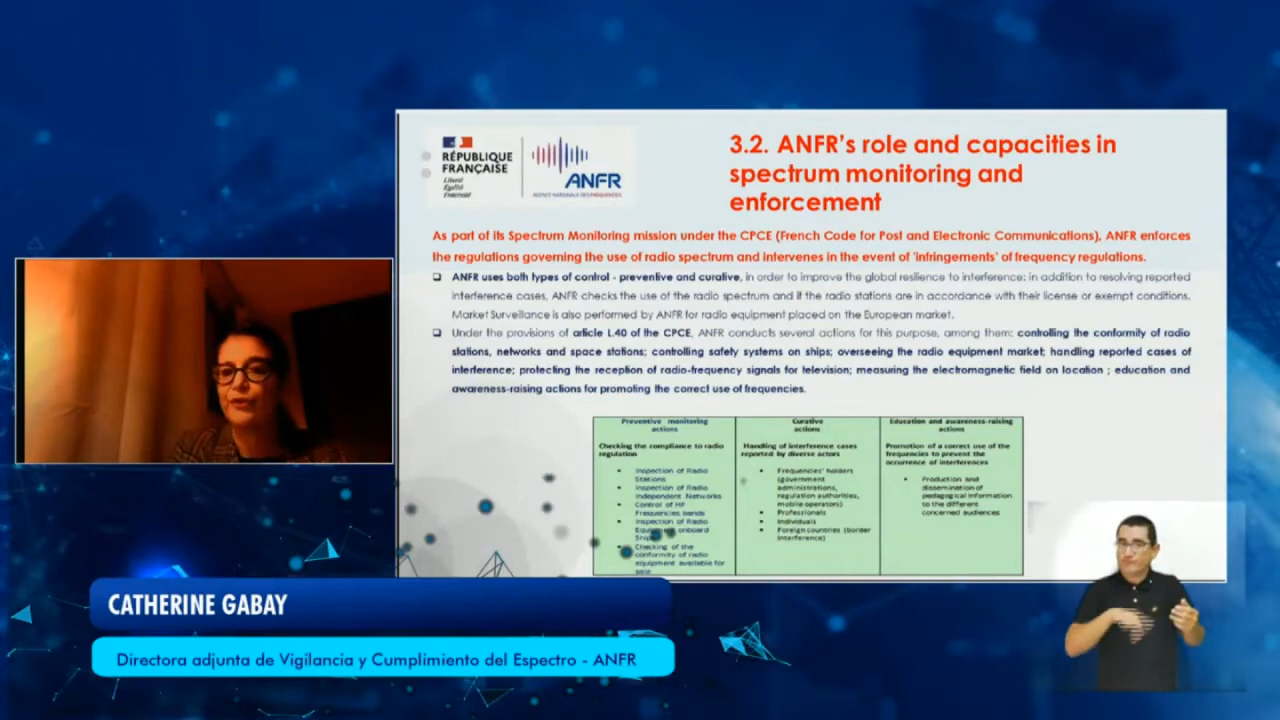 RÉPUBLIQUE
FRANÇAISE
Liberté
Égalité
Fraternité
ANFR
AGENCE NATIONALE DES FRÉQUENCES
3.2. ANFR's role and capacities in
spectrum monitoring and
enforcement
As part of its Spectrum Monitoring mission under the CPCE (French Code for Post and Electronic Communications), ANFR enforces
the regulations governing the use of radio spectrum and intervenes in the event of 'infringements' of frequency regulations.
ANFR uses both types of control - preventive and curative, in order to improve the global resilience to interference: in addition to resolving reported
interference cases, ANFR checks the use of the radio spectrum and if the radio stations are in accordance with their license or exempt conditions.
Market Surveillance is also performed by ANFR for radio equipment placed on the European market.
Under the provisions of article L40 of the CPCE, ANFR conducts several actions for this purpose, among them: controlling the conformity of radio
stations, networks and space stations; controlling safety systems on ships; overseeing the radio equipment market; handling reported cases of
interference; protecting the reception of radio-frequency signals for television; measuring the electromagnetic field on location ; education and
awareness-raising actions for promoting the correct use of frequencies.
Preventive monitoring
actions
Checking the compliance to radio
regulation
Inspection of Radio
Stations
Inspection of Radio
Independent Networks
Control of HF
Frequencies bands
Inspection of Radio
Equipment onboard
Ships
Checking of the
conformity of radio
equipment available for
sale
Curative
actions
Handling of interference cases
reported by diverse actors
Frequencies' holders
(government
administrations,
regulation authorities,
mobile operators)
Professionals
Individuals
Foreign countries (border
interference)
Education and awareness-raising
actions
Promotion of a correct use of the
frequencies to prevent the
occurrence of interferences
Production and
dissemination of
pedagogical information
to the different
concerned audiences
CATHERINE GABAY
Directora adjunta de Vigilancia y Cumplimiento del Espectro - ANFR